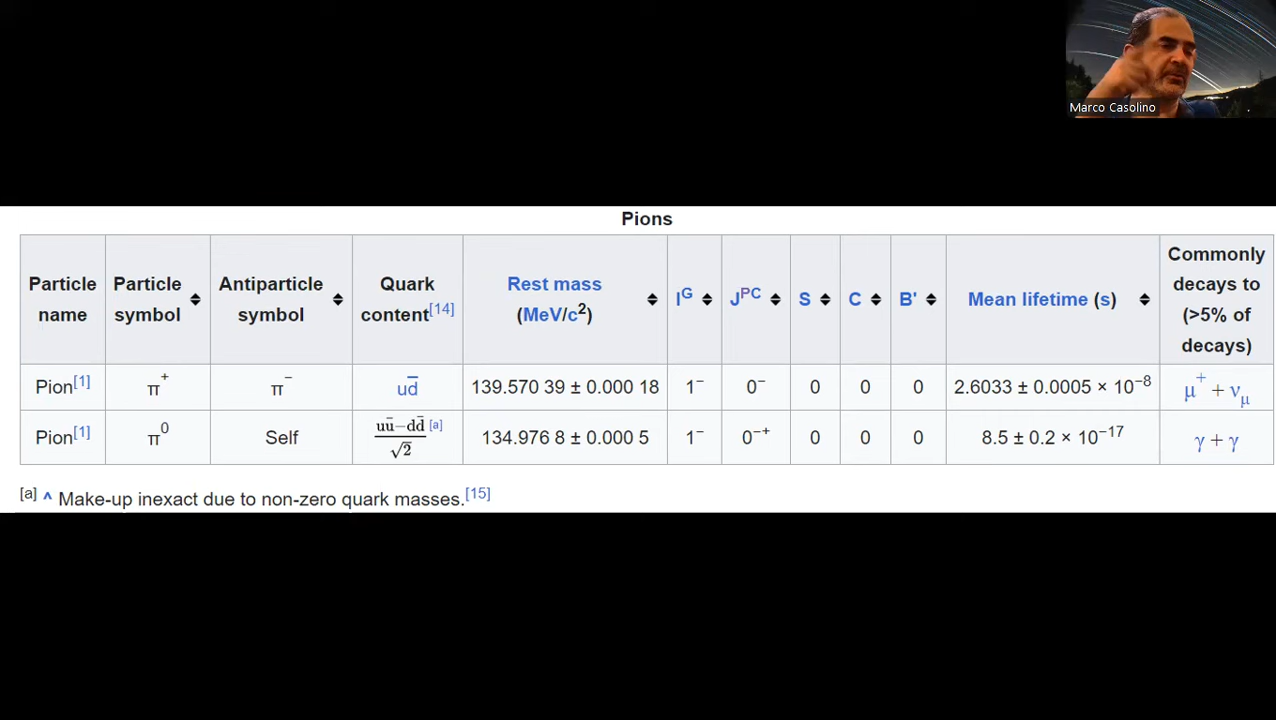 Marco Casolino
Pions
Particle name
Particle symbol
Antiparticle symbol
Quark content[14]
Rest mass (MeV/c²)
Iᴳ
Jᴾᶜ
S
C
B'
Mean lifetime (s)
Commonly decays to (>5% of decays)
Pion[1] π⁺ π⁻ ud̅ 139.570 39 ± 0.000 18 1⁻ 0⁻ 0 0 0 2.6033 ± 0.0005 × 10⁻⁸ μ⁺ + νμ
Pion[1] π⁰ Self uū−dd̅/√2 [a] 134.976 8 ± 0.000 5 1⁻ 0⁻⁺ 0 0 0 8.5 ± 0.2 × 10⁻¹⁷ γ + γ
[a] ^ Make-up inexact due to non-zero quark masses.[15]